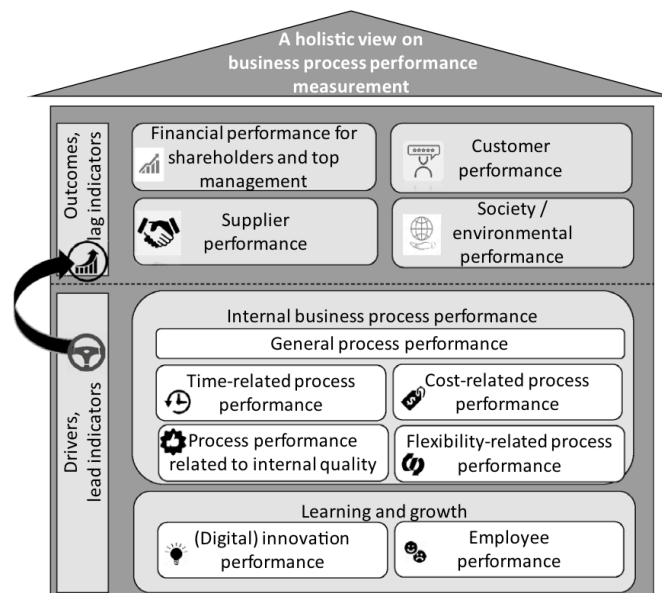 A holistic view on
business process performance
measurement
Outcomes,
lag indicators
Financial performance for
shareholders and top
management
Customer
performance
Supplier
performance
Society /
environmental
performance
Drivers,
lead indicators
Internal business process performance
General process performance
Time-related process
performance
Cost-related process
performance
Process performance
related to internal quality
Flexibility-related process
performance
Learning and growth
(Digital) innovation
performance
Employee
performance